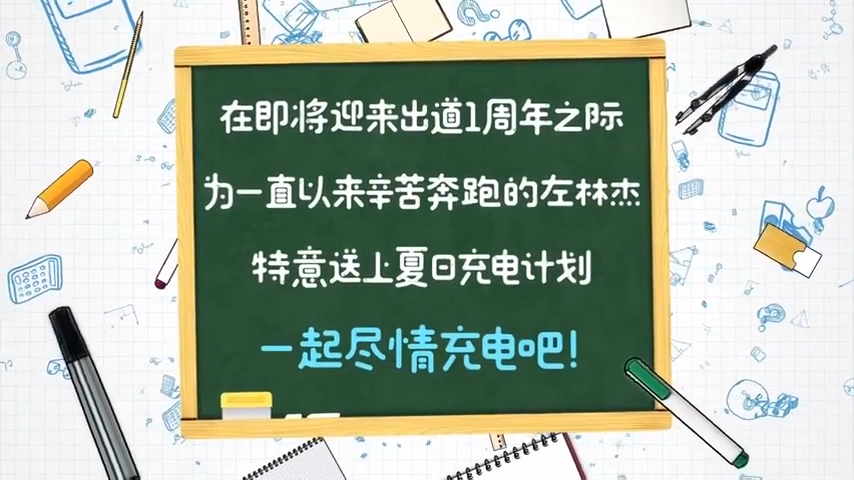 在即将迎来出道1周年之际
为一直以来辛苦奔跑的左林杰
特意送上夏日充电计划
一起尽情充电吧!